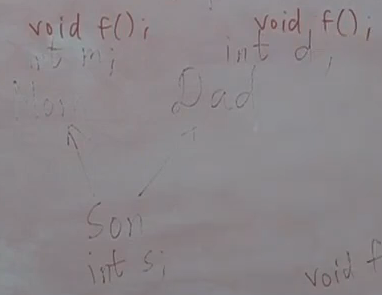 void f();
void f();
int m;
int d;
Mom
Dad
Son
int s;
void f